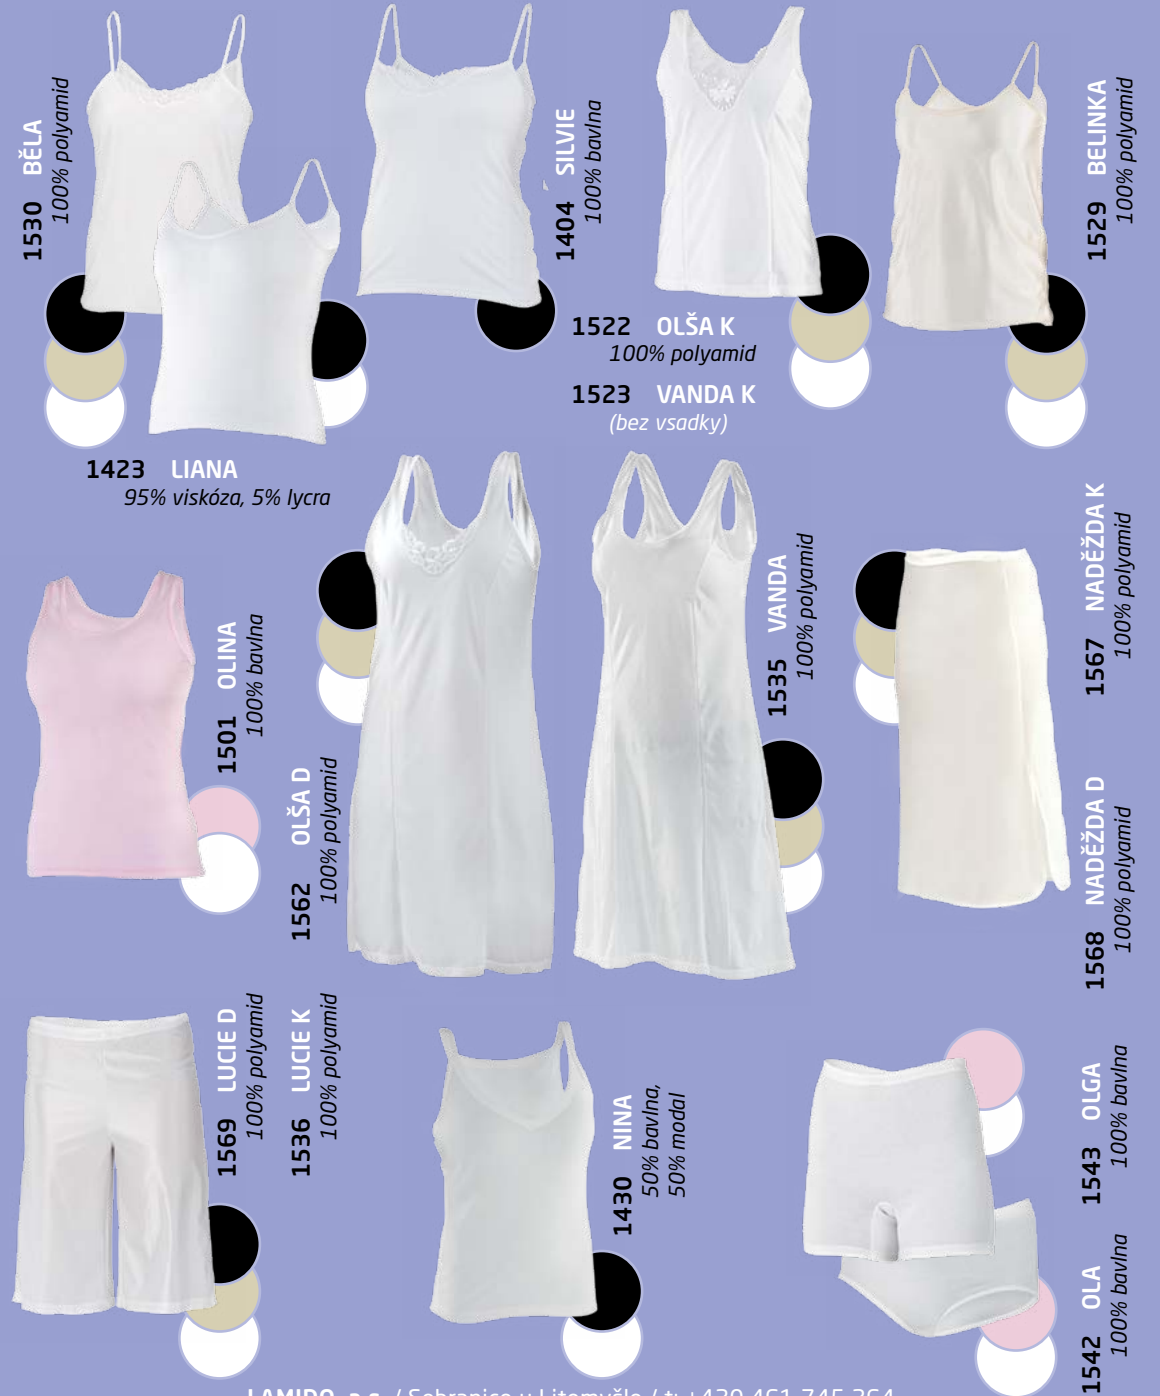 1530 BĚLA
100% polyamid
1404 SILVIE
100% bavlna
1522 OLŠA K
100% polyamid
1523 VANDA K
(bez vsadky)
1529 BELINKA
100% polyamid
1423 LIANA
95% viskóza, 5% lycra
1501 OLINA
100% bavlna
1562 OLŠA D
100% polyamid
1535 VANDA
100% polyamid
1567 NADĚŽDA K
100% polyamid
1568 NADĚŽDA D
100% polyamid
1569 LUCIE D
100% polyamid
1536 LUCIE K
100% polyamid
1430 NINA
50% bavlna,
50% modal
1543 OLGA
100% bavlna
1542 OLA
100% bavlna